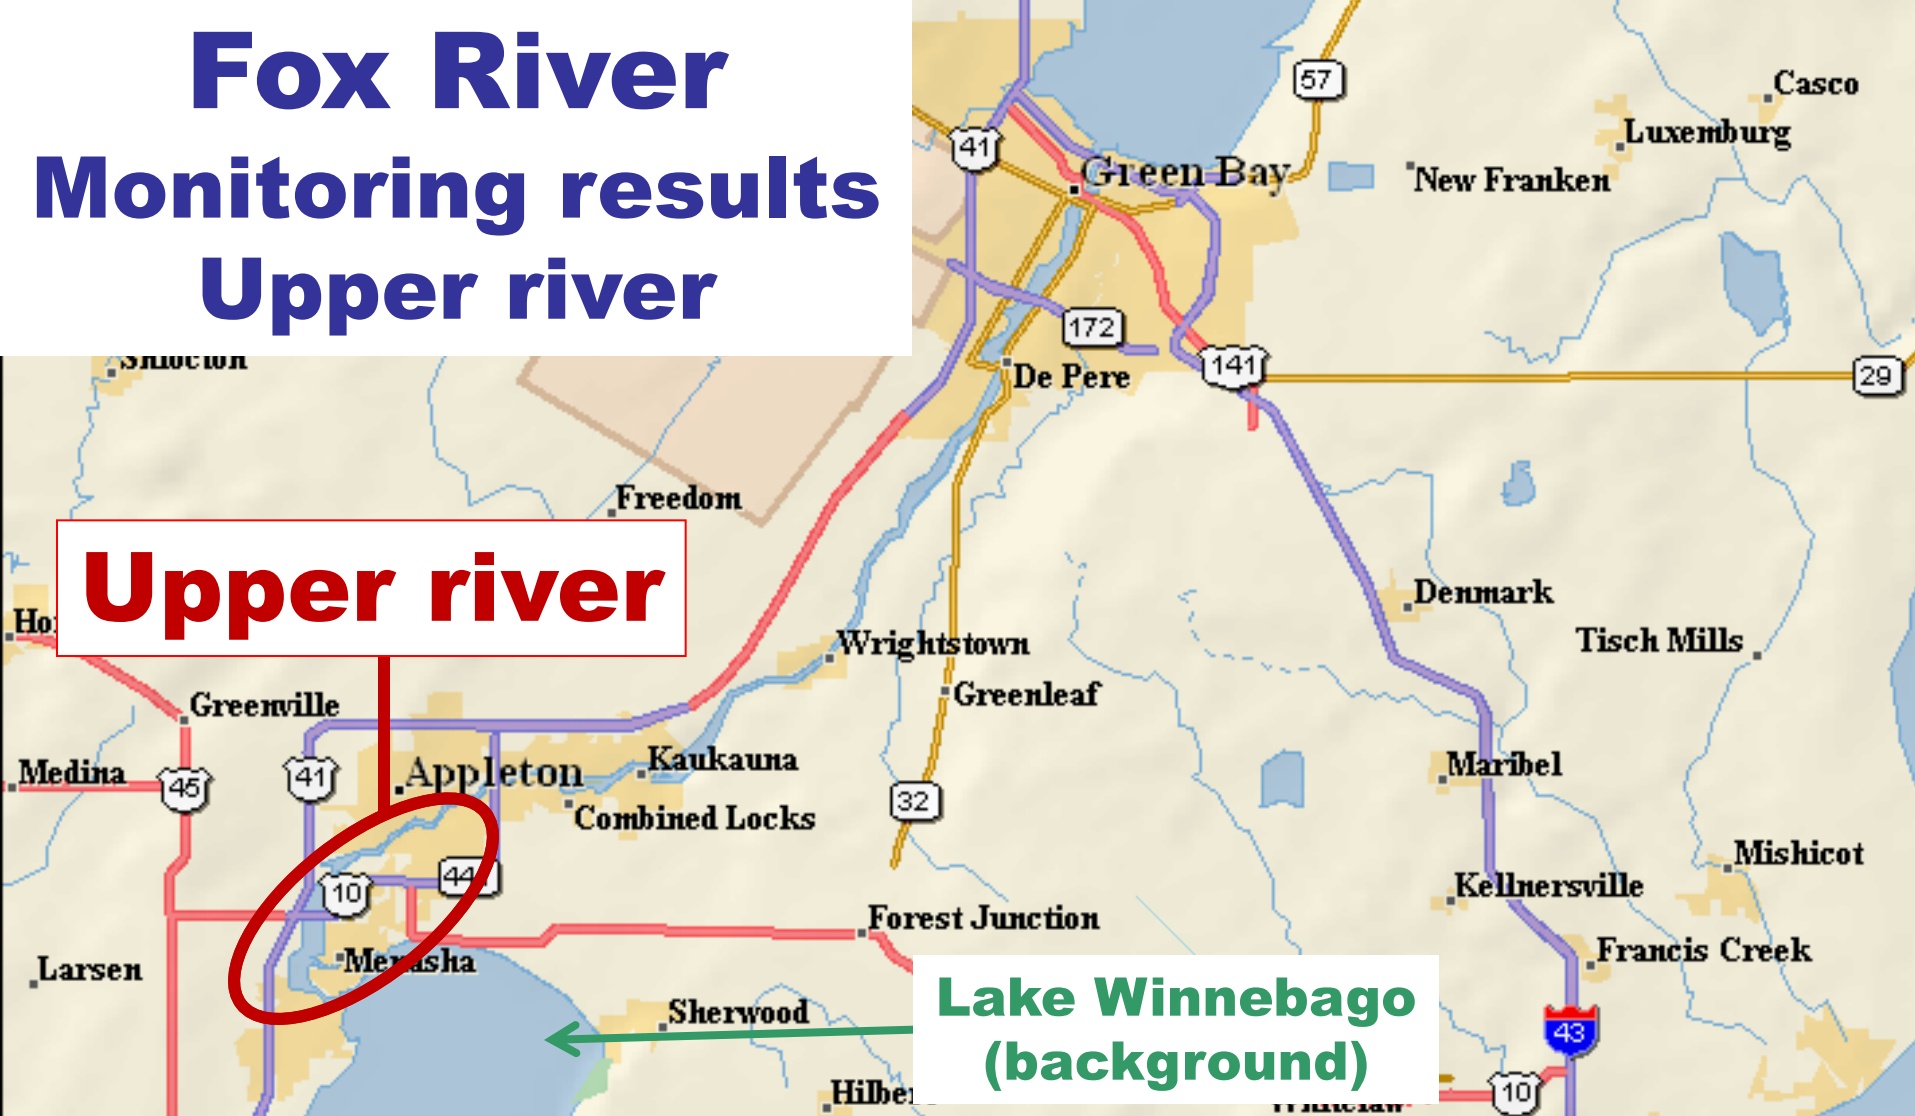 Fox River
Monitoring results
Upper river
57
Casco
Luxemburg
41
Green Bay
New Franken
172
141
29
De Pere
Freedom
Upper river
Denmark
Tisch Mills
Wrightstown
Greenleaf
Greenville
Medina
45
41
Appleton
Kaukauna
Combined Locks
32
Maribel
Mishicot
10
Kellnersville
Forest Junction
Francis Creek
Larsen
Menasha
Sherwood
Lake Winnebago
(background)
43
10